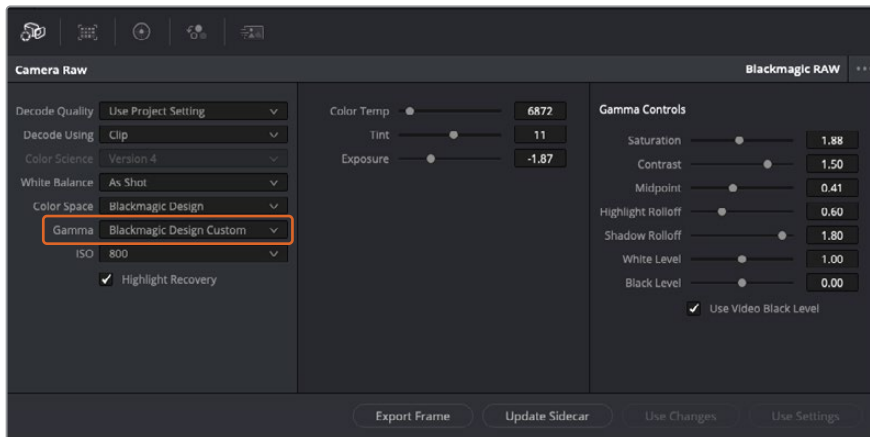 Camera Raw
Blackmagic RAW
Decode Quality Use Project Setting
Decode Using Clip
Color Science Version 4
White Balance As Shot
Color Space Blackmagic Design
Gamma Blackmagic Design Custom
ISO 800
Highlight Recovery
Color Temp 6872
Tint 11
Exposure -1.87
Gamma Controls
Saturation 1.88
Contrast 1.50
Midpoint 0.41
Highlight Rolloff 0.60
Shadow Rolloff 1.80
White Level 1.00
Black Level 0.00
Use Video Black Level
Export Frame
Update Sidecar
Use Changes
Use Settings